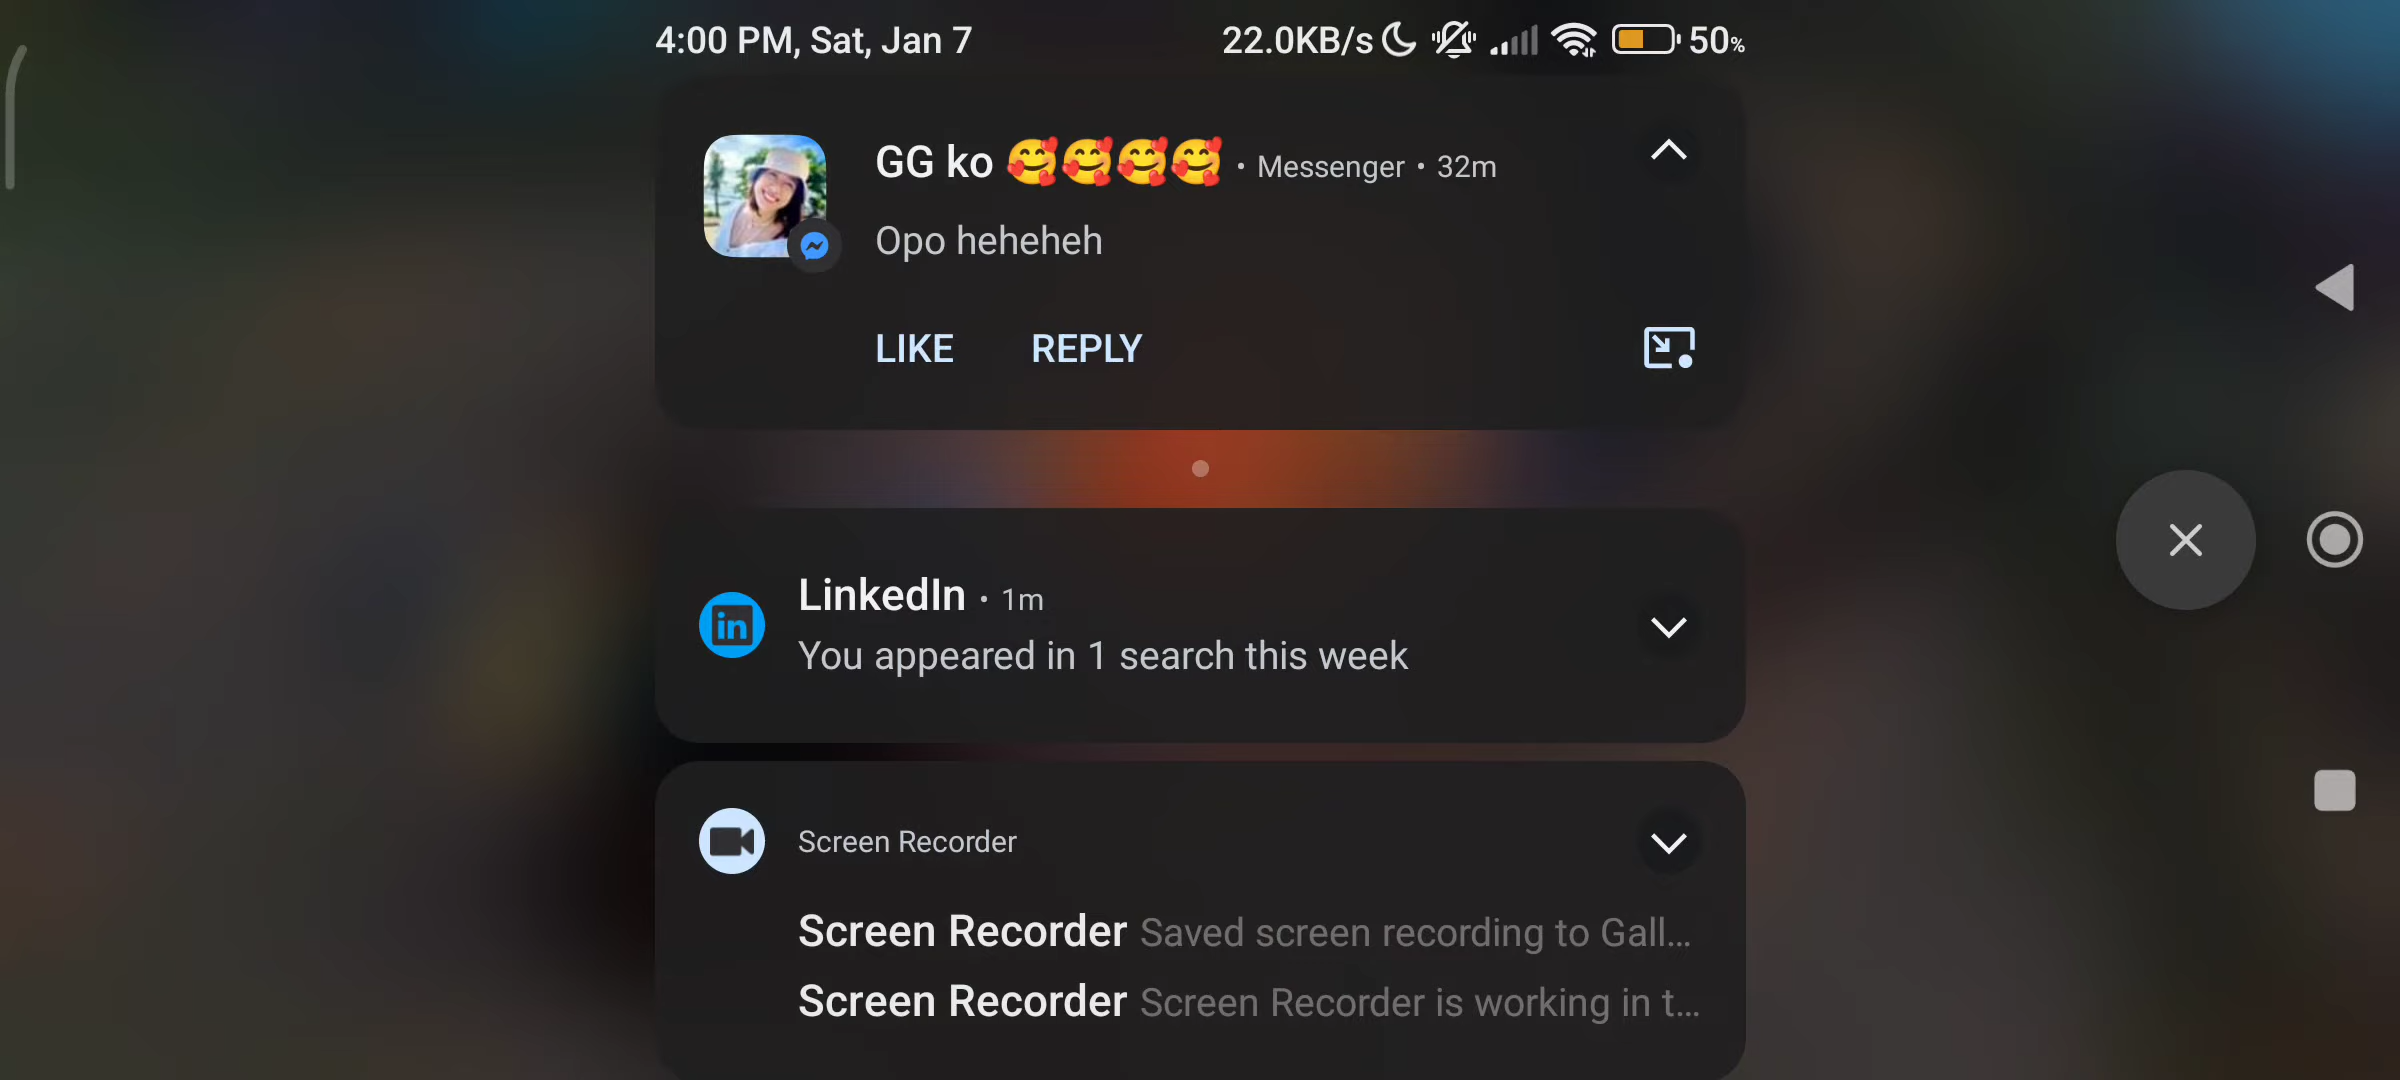 4:00 PM, Sat, Jan 7 22.0KB/s 50%
GG ko 🥰🥰🥰🥰 • Messenger • 32m
Opo heheheh
LIKE REPLY
LinkedIn • 1m
in
You appeared in 1 search this week
Screen Recorder
Screen Recorder Saved screen recording to Gall...
Screen Recorder Screen Recorder is working in t...